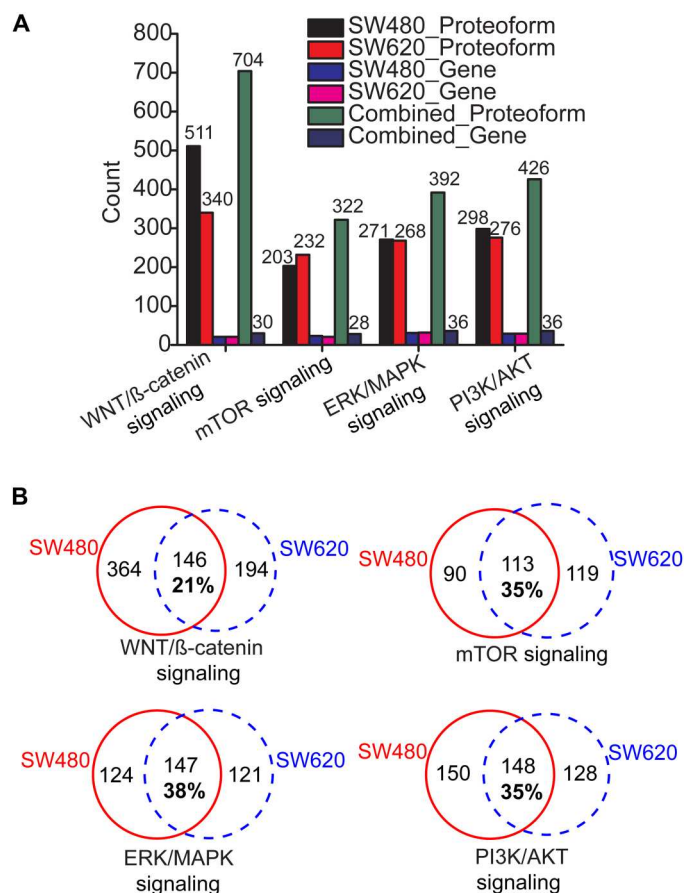 A
SW480_Proteoform
SW620_Proteoform
SW480_Gene
SW620_Gene
Combined_Proteoform
Combined_Gene
Count
800
700
600
500
400
300
200
100
0
511
340
704
30
203
232
322
28
271
268
392
36
298
276
426
36
WNT/ß-catenin
signaling
mTOR signaling
ERK/MAPK
signaling
PI3K/AKT
signaling
B
SW480
SW620
364
146
21%
194
WNT/ß-catenin
signaling
SW480
SW620
90
113
35%
119
mTOR signaling
SW480
SW620
124
147
38%
121
ERK/MAPK
signaling
SW480
SW620
150
148
35%
128
PI3K/AKT
signaling